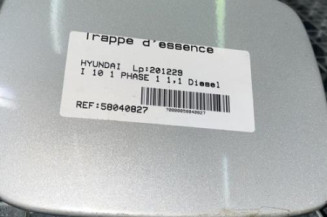 Trappe d'essence
HYUNDAI Lp:201229
I 10 1 PHASE 1 1.1 Diesel
REF:58040827